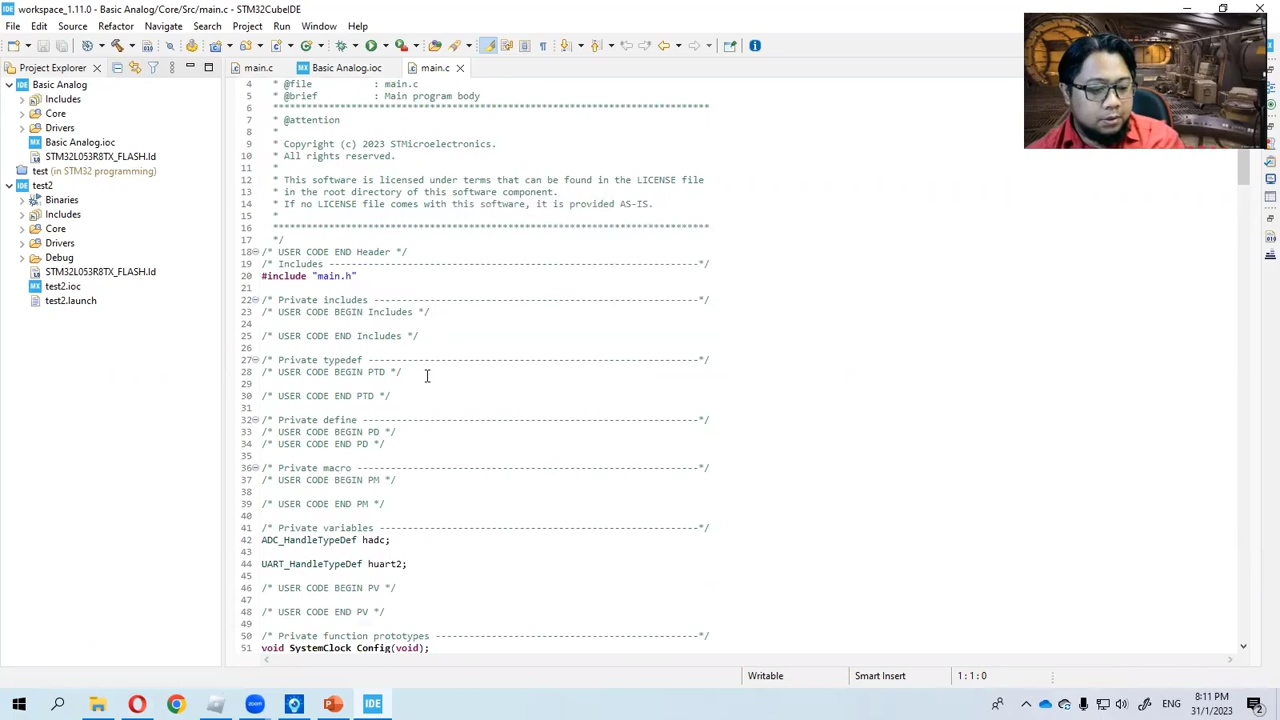 IDE workspace_1.11.0 - Basic Analog/Core/Src/main.c - STM32CubeIDE
File Edit Source Refactor Navigate Search Project Run Window Help
Project Explorer
main.c
Basic Analog.ioc
main.c
IDE Basic Analog
Includes
Core
Drivers
MX Basic Analog.ioc
STM32L053R8TX_FLASH.ld
test (in STM32 programming)
IDE test2
Binaries
Includes
Core
Drivers
Debug
STM32L053R8TX_FLASH.ld
MX test2.ioc
test2.launch
4 * @file : main.c
5 * @brief : Main program body
6 ******************************************************************************
7 * @attention
8 *
9 * Copyright (c) 2023 STMicroelectronics.
10 * All rights reserved.
11 *
12 * This software is licensed under terms that can be found in the LICENSE file
13 * in the root directory of this software component.
14 * If no LICENSE file comes with this software, it is provided AS-IS.
15 *
16 ******************************************************************************
17 */
18 /* USER CODE END Header */
19 /* Includes ------------------------------------------------------------------*/
20 #include "main.h"
21
22 /* Private includes ----------------------------------------------------------*/
23 /* USER CODE BEGIN Includes */
24
25 /* USER CODE END Includes */
26
27 /* Private typedef -----------------------------------------------------------*/
28 /* USER CODE BEGIN PTD */
29
30 /* USER CODE END PTD */
31
32 /* Private define ------------------------------------------------------------*/
33 /* USER CODE BEGIN PD */
34 /* USER CODE END PD */
35
36 /* Private macro -------------------------------------------------------------*/
37 /* USER CODE BEGIN PM */
38
39 /* USER CODE END PM */
40
41 /* Private variables ---------------------------------------------------------*/
42 ADC_HandleTypeDef hadc;
43
44 UART_HandleTypeDef huart2;
45
46 /* USER CODE BEGIN PV */
47
48 /* USER CODE END PV */
49
50 /* Private function prototypes -----------------------------------------------*/
51 void SystemClock_Config(void);
Writable
Smart Insert
1 : 1 : 0
zoom
IDE
ENG
8:11 PM
31/1/2023
2